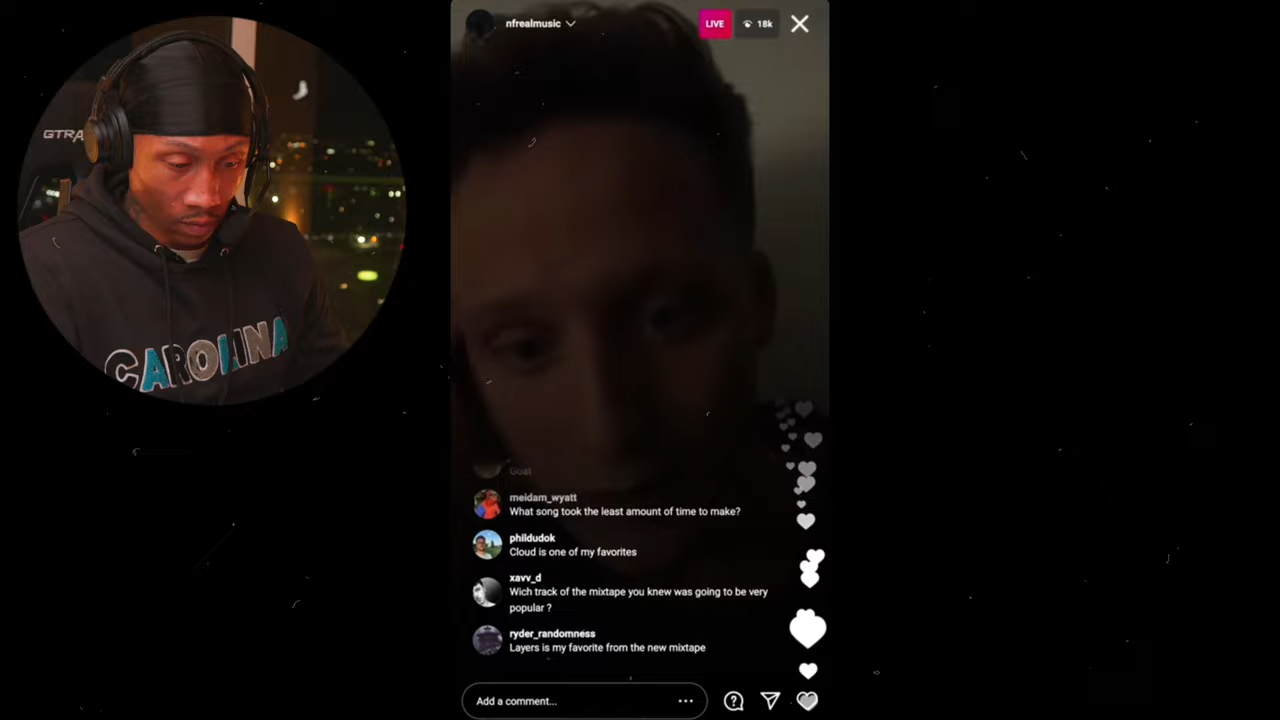 nfrealmusic
LIVE
18k
GTRA
CAROLINA
Goat
meidam_wyatt
What song took the least amount of time to make?
phildudok
Cloud is one of my favorites
xavv_d
Wich track of the mixtape you knew was going to be very
popular ?
ryder_randomness
Layers is my favorite from the new mixtape
Add a comment...